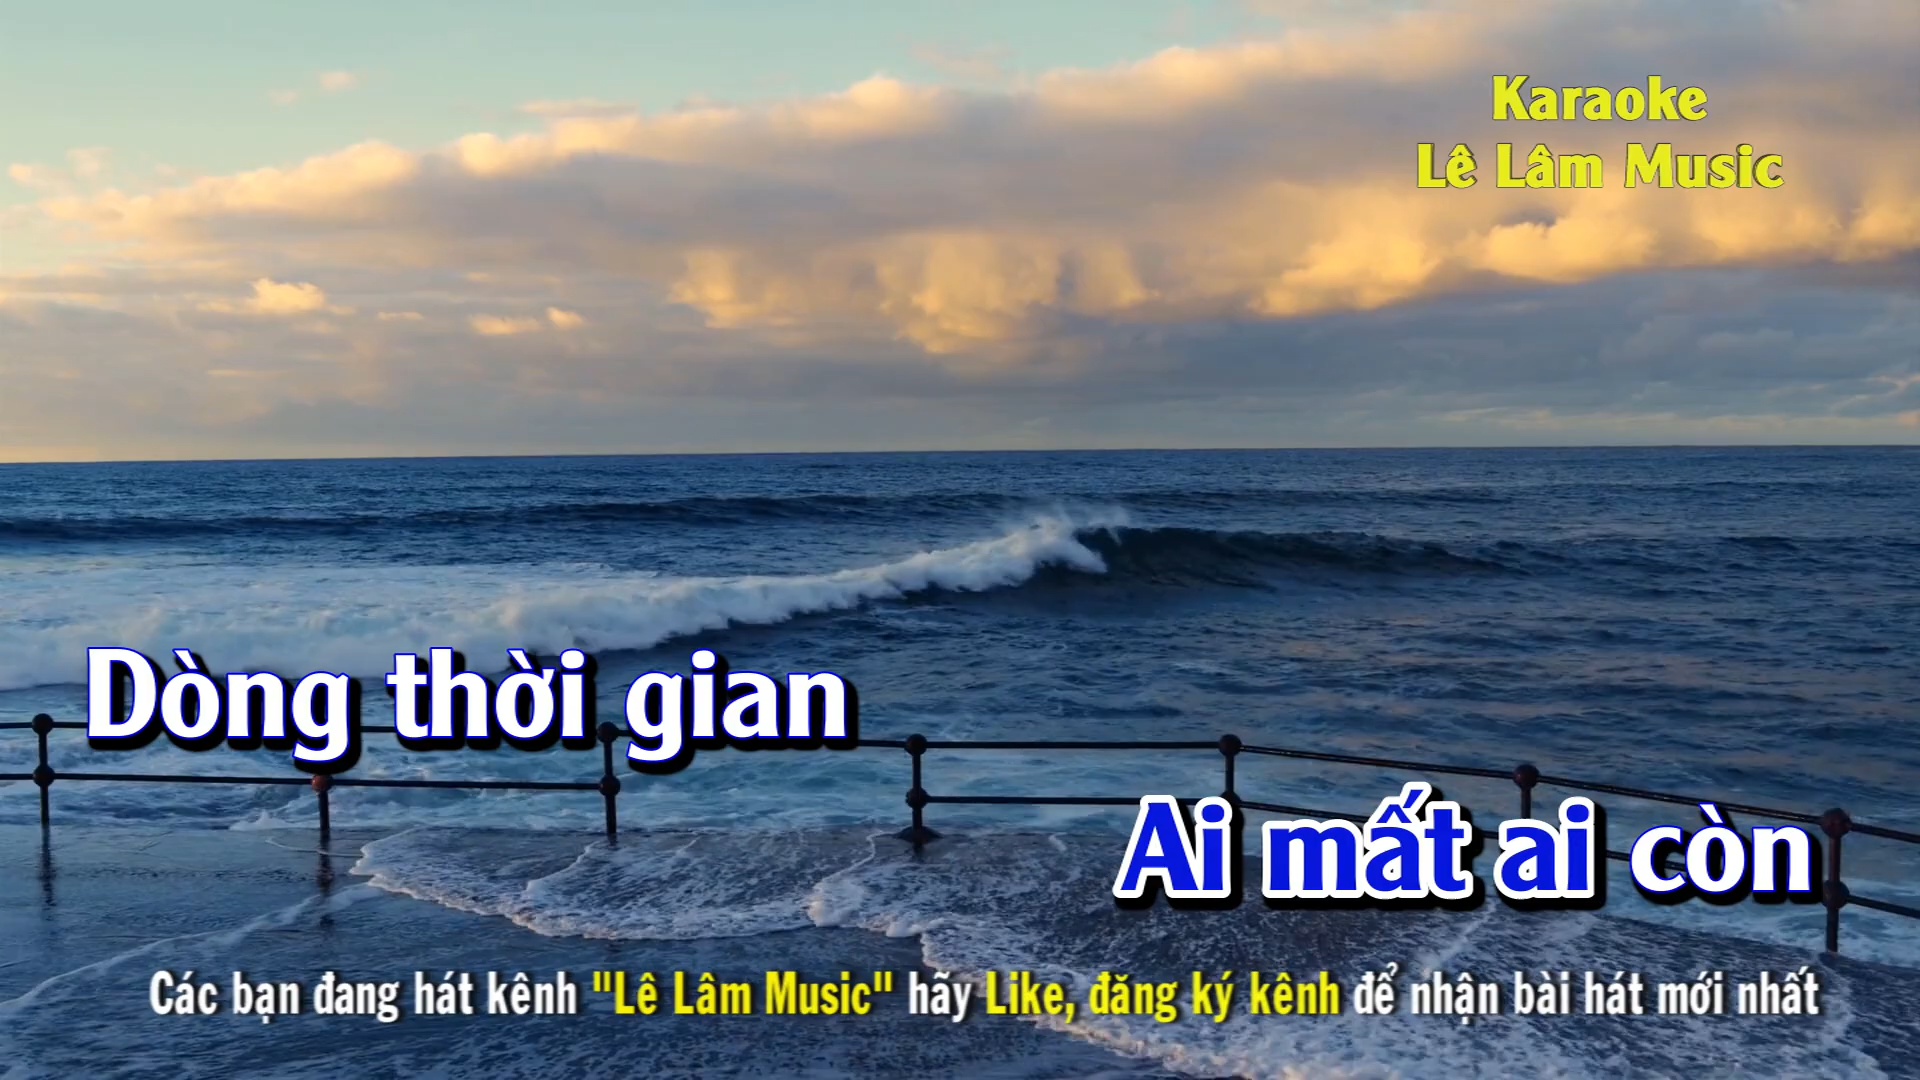 Karaoke
Lê Lâm Music
Dòng thời gian
Ai mất ai còn
Các bạn đang hát kênh "Lê Lâm Music" hãy Like, đăng ký kênh để nhận bài hát mới nhất